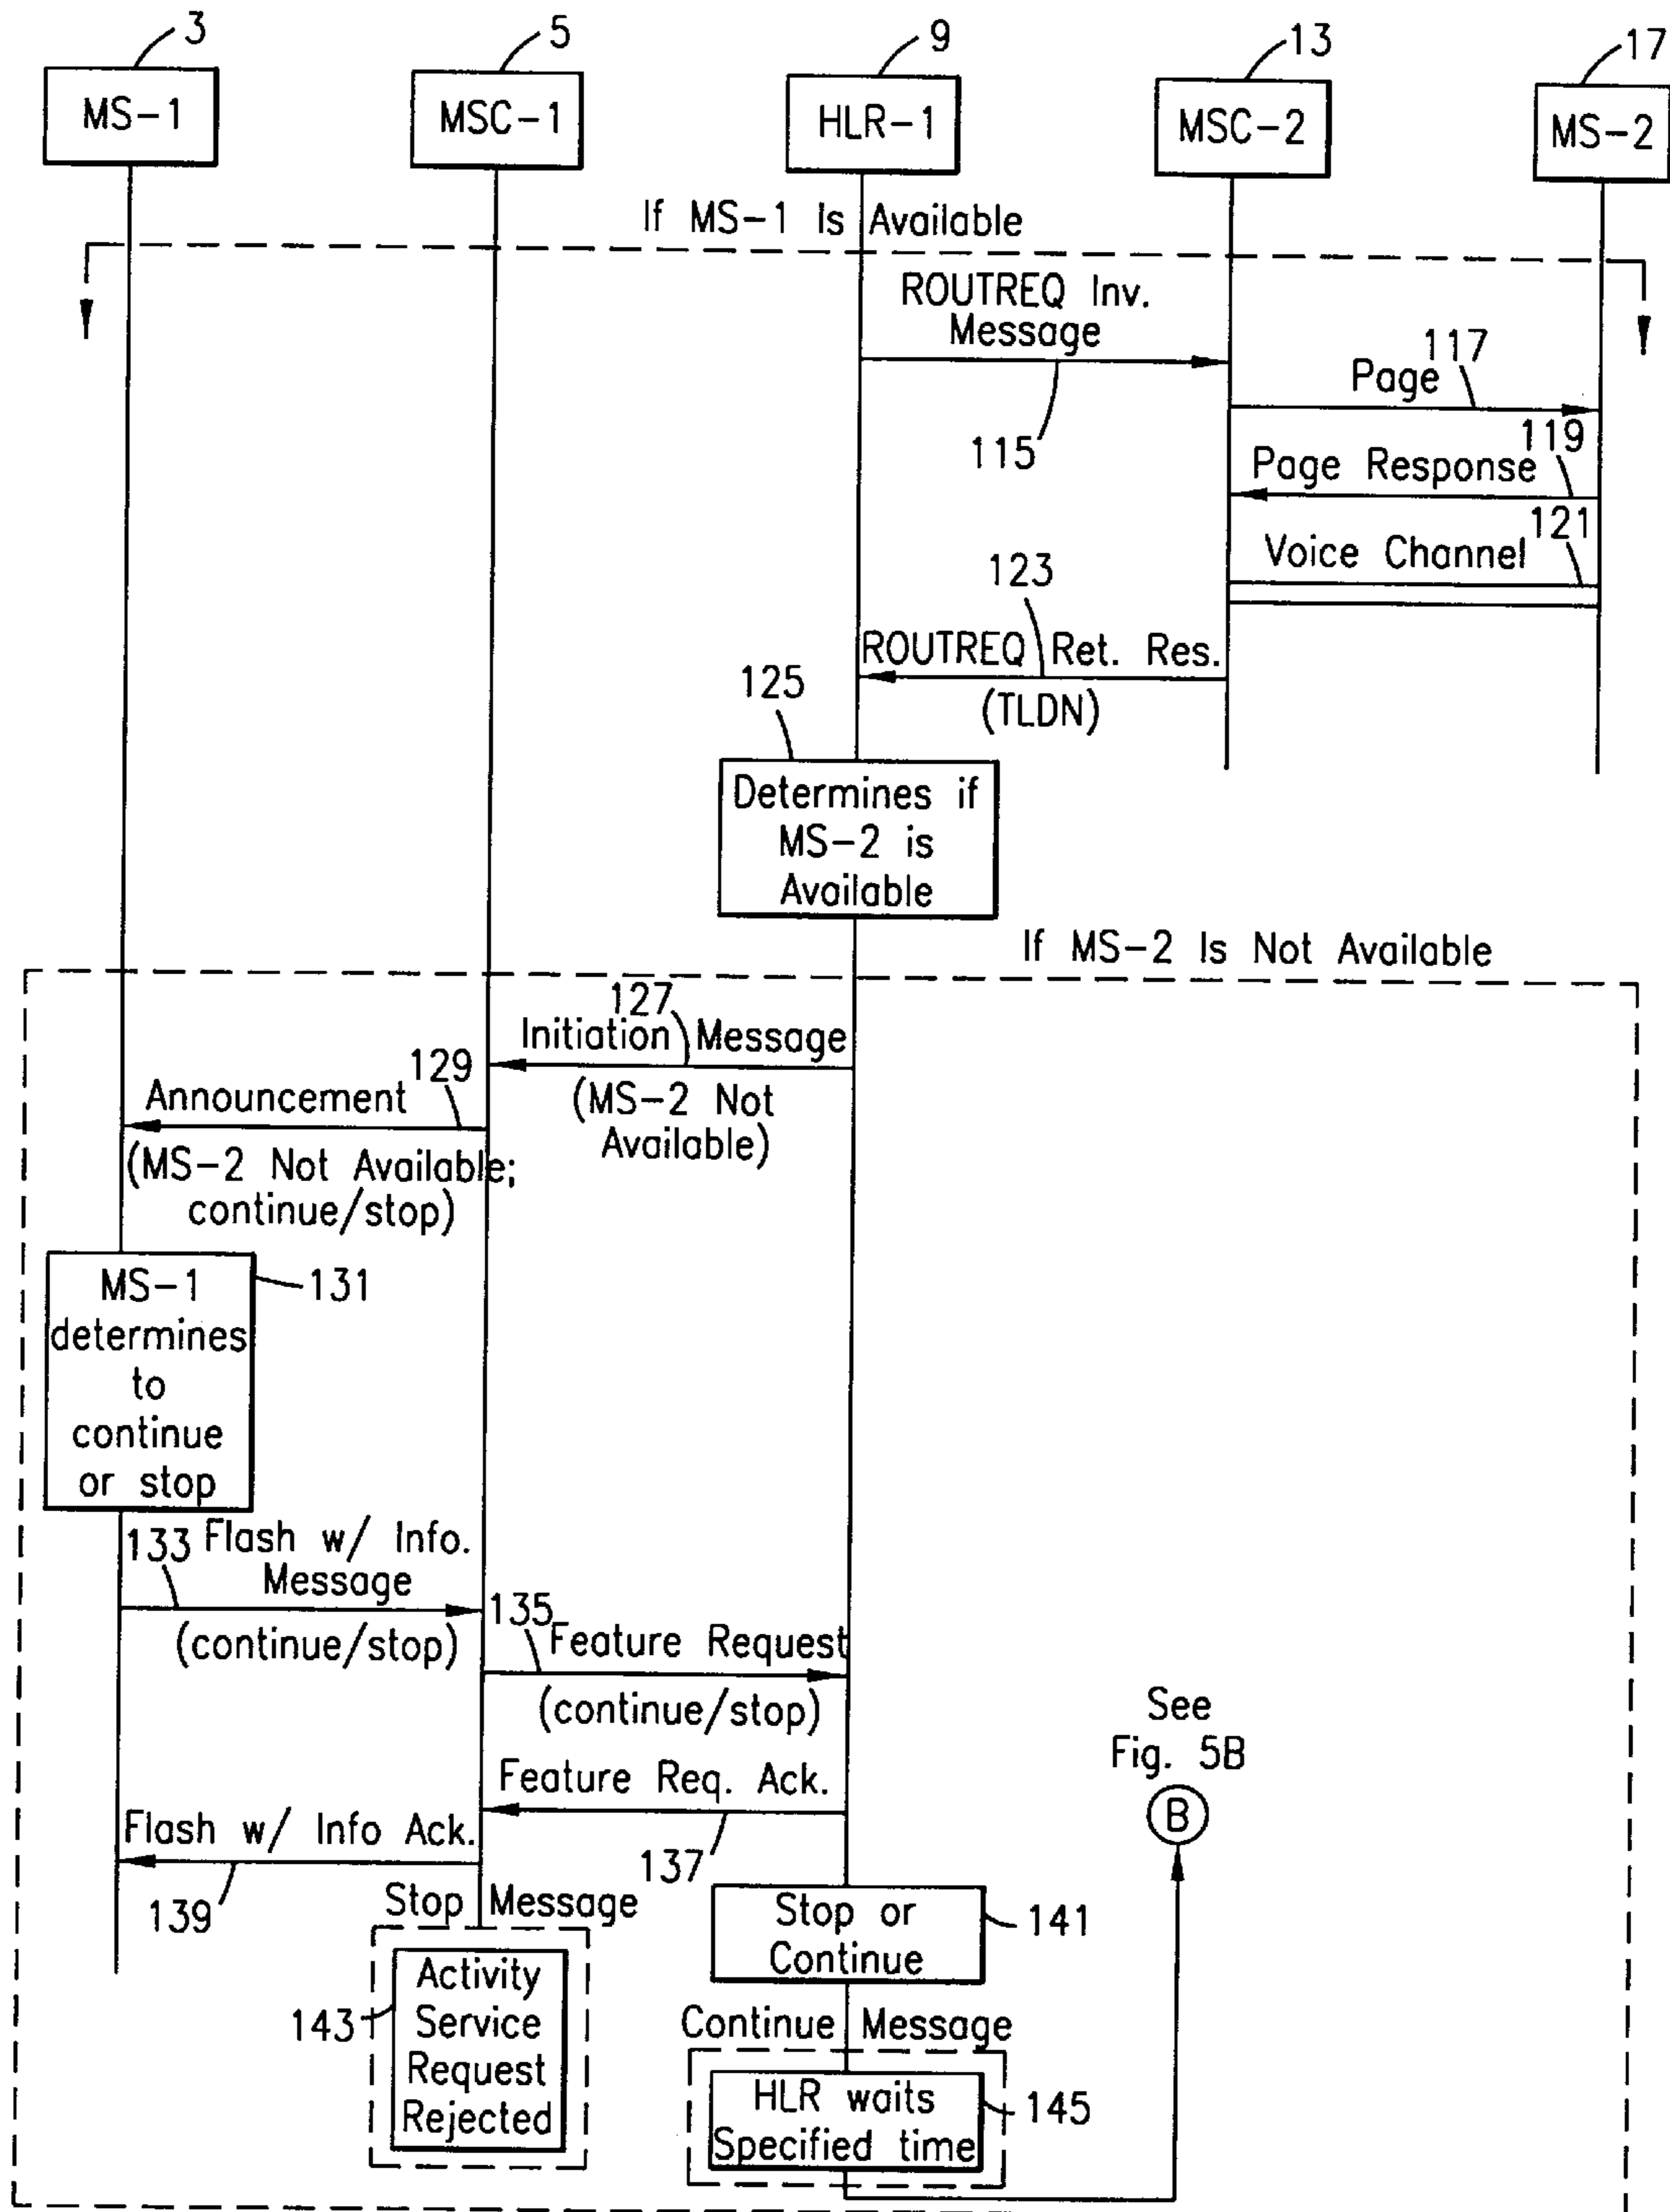 3
5
9
13
17
MS-1
MSC-1
HLR-1
MSC-2
MS-2
If MS-1 Is Available
ROUTREQ Inv.
Message
115
117
Page
119
Page Response
121
Voice Channel
123
ROUTREQ Ret. Res.
(TLDN)
125
Determines if
MS-2 is
Available
If MS-2 Is Not Available
127
Initiation Message
(MS-2 Not
Available)
129
Announcement
(MS-2 Not Available;
continue/stop)
MS-1
determines
to
continue
or stop
131
133 Flash w/ Info.
Message
(continue/stop)
135
Feature Request
(continue/stop)
Feature Req. Ack.
137
Flash w/ Info Ack.
139
See
Fig. 5B
B
Stop Message
Stop or
Continue
141
143
Activity
Service
Request
Rejected
Continue Message
HLR waits
Specified time
145